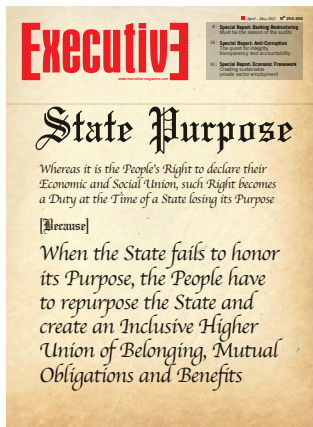 EXECUTIVE
www.executive-magazine.com
April - May 2021 No 255-256
Special Report: Banking Restructuring
Must be the season of the audits
Special Report: Anti-Corruption
The quest for integrity,
transparency and accountability
Special Report: Economic Framework
Creating sustainable
private sector employment
State Purpose
Whereas it is the People's Right to declare their
Economic and Social Union, such Right becomes
a Duty at the Time of a State losing its Purpose
[Because]
When the State fails to honor
its Purpose, the People have
to repurpose the State and
create an Inclusive Higher
Union of Belonging, Mutual
Obligations and Benefits